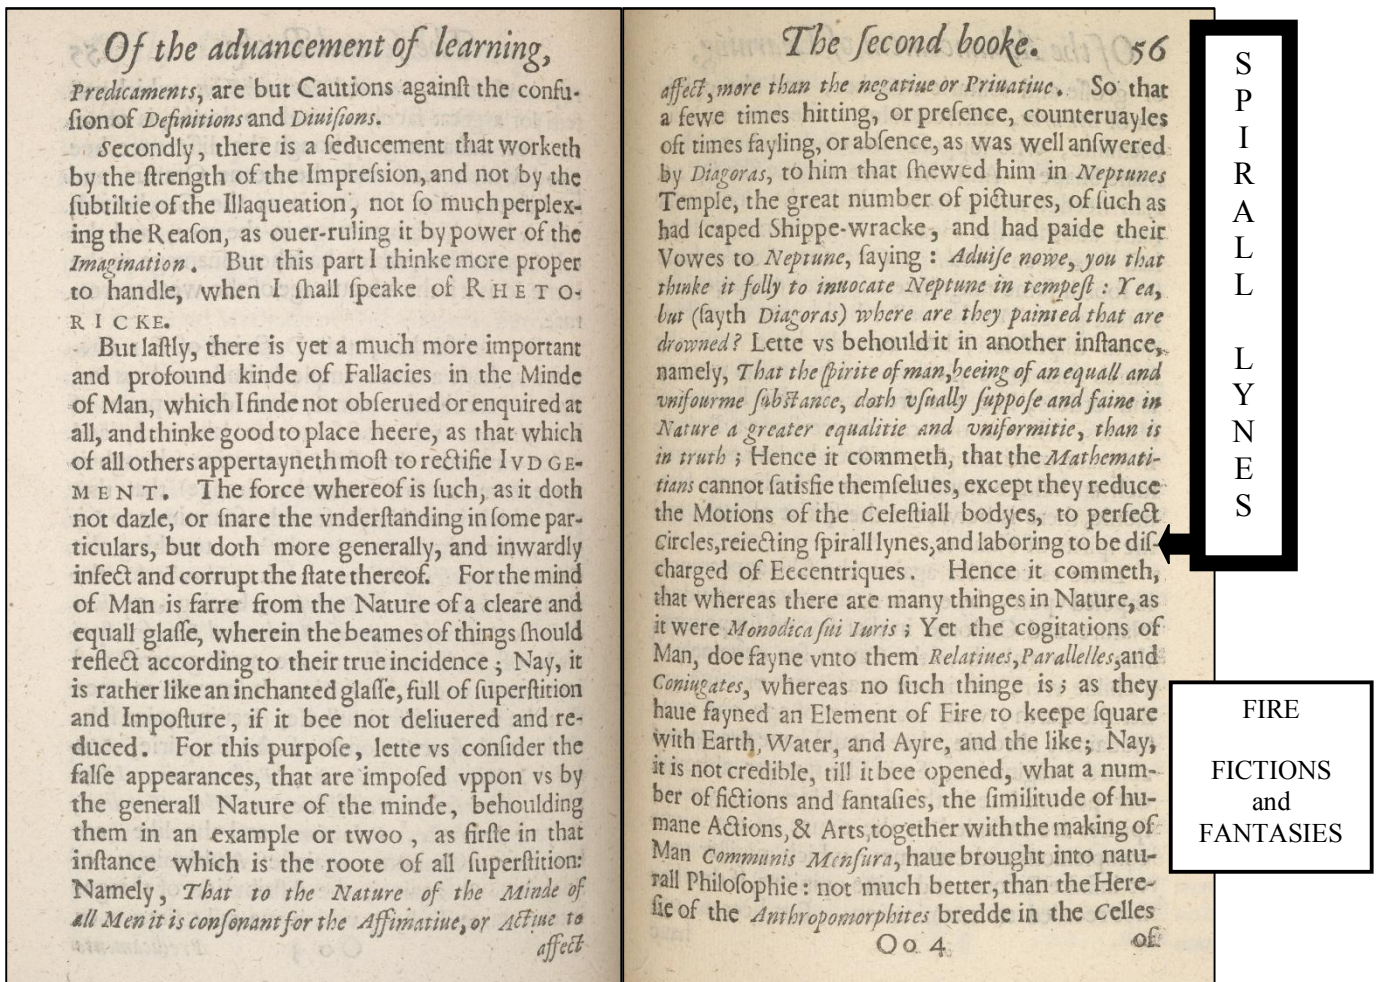 Of the aduancement of learning,
Predicaments, are but Cautions againſt the confu-
ſion of Definitions and Diuiſions.
Secondly, there is a ſeducement that worketh
by the ſtrength of the Impreſsion, and not by the
ſubtiltie of the Illaqueation, not ſo much perplex-
ing the Reaſon, as ouer-ruling it by power of the
Imagination. But this part I thinke more proper
to handle, when I ſhall ſpeake of RHETO-
RICKE.
But laſtly, there is yet a much more important
and profound kinde of Fallacies in the Minde
of Man, which I finde not obſerued or enquired at
all, and thinke good to place heere, as that which
of all others appertayneth moſt to rectifie IVDGE-
MENT. The force whereof is ſuch, as it doth
not dazle, or ſnare the vnderſtanding in ſome par-
ticulars, but doth more generally, and inwardly
infect and corrupt the ſtate thereof. For the mind
of Man is farre from the Nature of a cleare and
equall glaſſe, wherein the beames of things ſhould
reflect according to their true incidence; Nay, it
is rather like an inchanted glaſſe, full of ſuperſtition
and Impoſture, if it bee not deliuered and re-
duced. For this purpoſe, lette vs conſider the
falſe appearances, that are impoſed vppon vs by
the generall Nature of the minde, behoulding
them in an example or twoo, as firſte in that
inſtance which is the roote of all ſuperſtition:
Namely, That to the Nature of the Minde of
all Men it is conſonant for the Affimatiue, or Actiue to
affect
The ſecond booke. 56
affect, more than the negatiue or Priuatiue. So that
a fewe times hitting, or preſence, counteruayles
oft times fayling, or abſence, as was well anſwered
by Diagoras, to him that ſhewed him in Neptunes
Temple, the great number of pictures, of ſuch as
had ſcaped Shippe-wracke, and had paide their
Vowes to Neptune, ſaying: Aduiſe nowe, you that
thinke it folly to inuocate Neptune in tempeſt: Yea,
but (ſayth Diagoras) where are they painted that are
drowned? Lette vs behould it in another inſtance,
namely, That the ſpirite of man, beeing of an equall and
vnifourme ſubſtance, doth vſually ſuppoſe and faine in
Nature a greater equalitie and vniformitie, than is
in truth; Hence it commeth, that the Mathemati-
tians cannot ſatisfie themſelues, except they reduce
the Motions of the Celeſtiall bodyes, to perfect
Circles, reiecting ſpirall lynes, and laboring to be diſ-
charged of Eccentriques. Hence it commeth,
that whereas there are many thinges in Nature, as
it were Monodica ſui Iuris; Yet the cogitations of
Man, doe fayne vnto them Relatiues, Parallelles, and
Coniugates, whereas no ſuch thinge is; as they
haue fayned an Element of Fire to keepe ſquare
with Earth, Water, and Ayre, and the like; Nay,
it is not credible, till it bee opened, what a num-
ber of fictions and fantaſies, the ſimilitude of hu-
mane Actions, & Arts, together with the making of
Man Communis Menſura, haue brought into natu-
rall Philoſophie: not much better, than the Here-
ſie of the Anthropomorphites bredde in the Celles
Oo 4 of
SPIRALL LYNES
FIRE
FICTIONS
and
FANTASIES